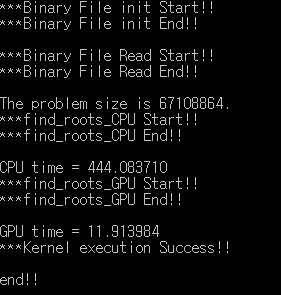 ***Binary File init Start!!
***Binary File init End!!
***Binary File Read Start!!
***Binary File Read End!!
The problem size is 67108864.
***find_roots_CPU Start!!
***find_roots_CPU End!!
CPU time = 444.083710
***find_roots_GPU Start!!
***find_roots_GPU End!!
GPU time = 11.913984
***Kernel execution Success!!
end!!